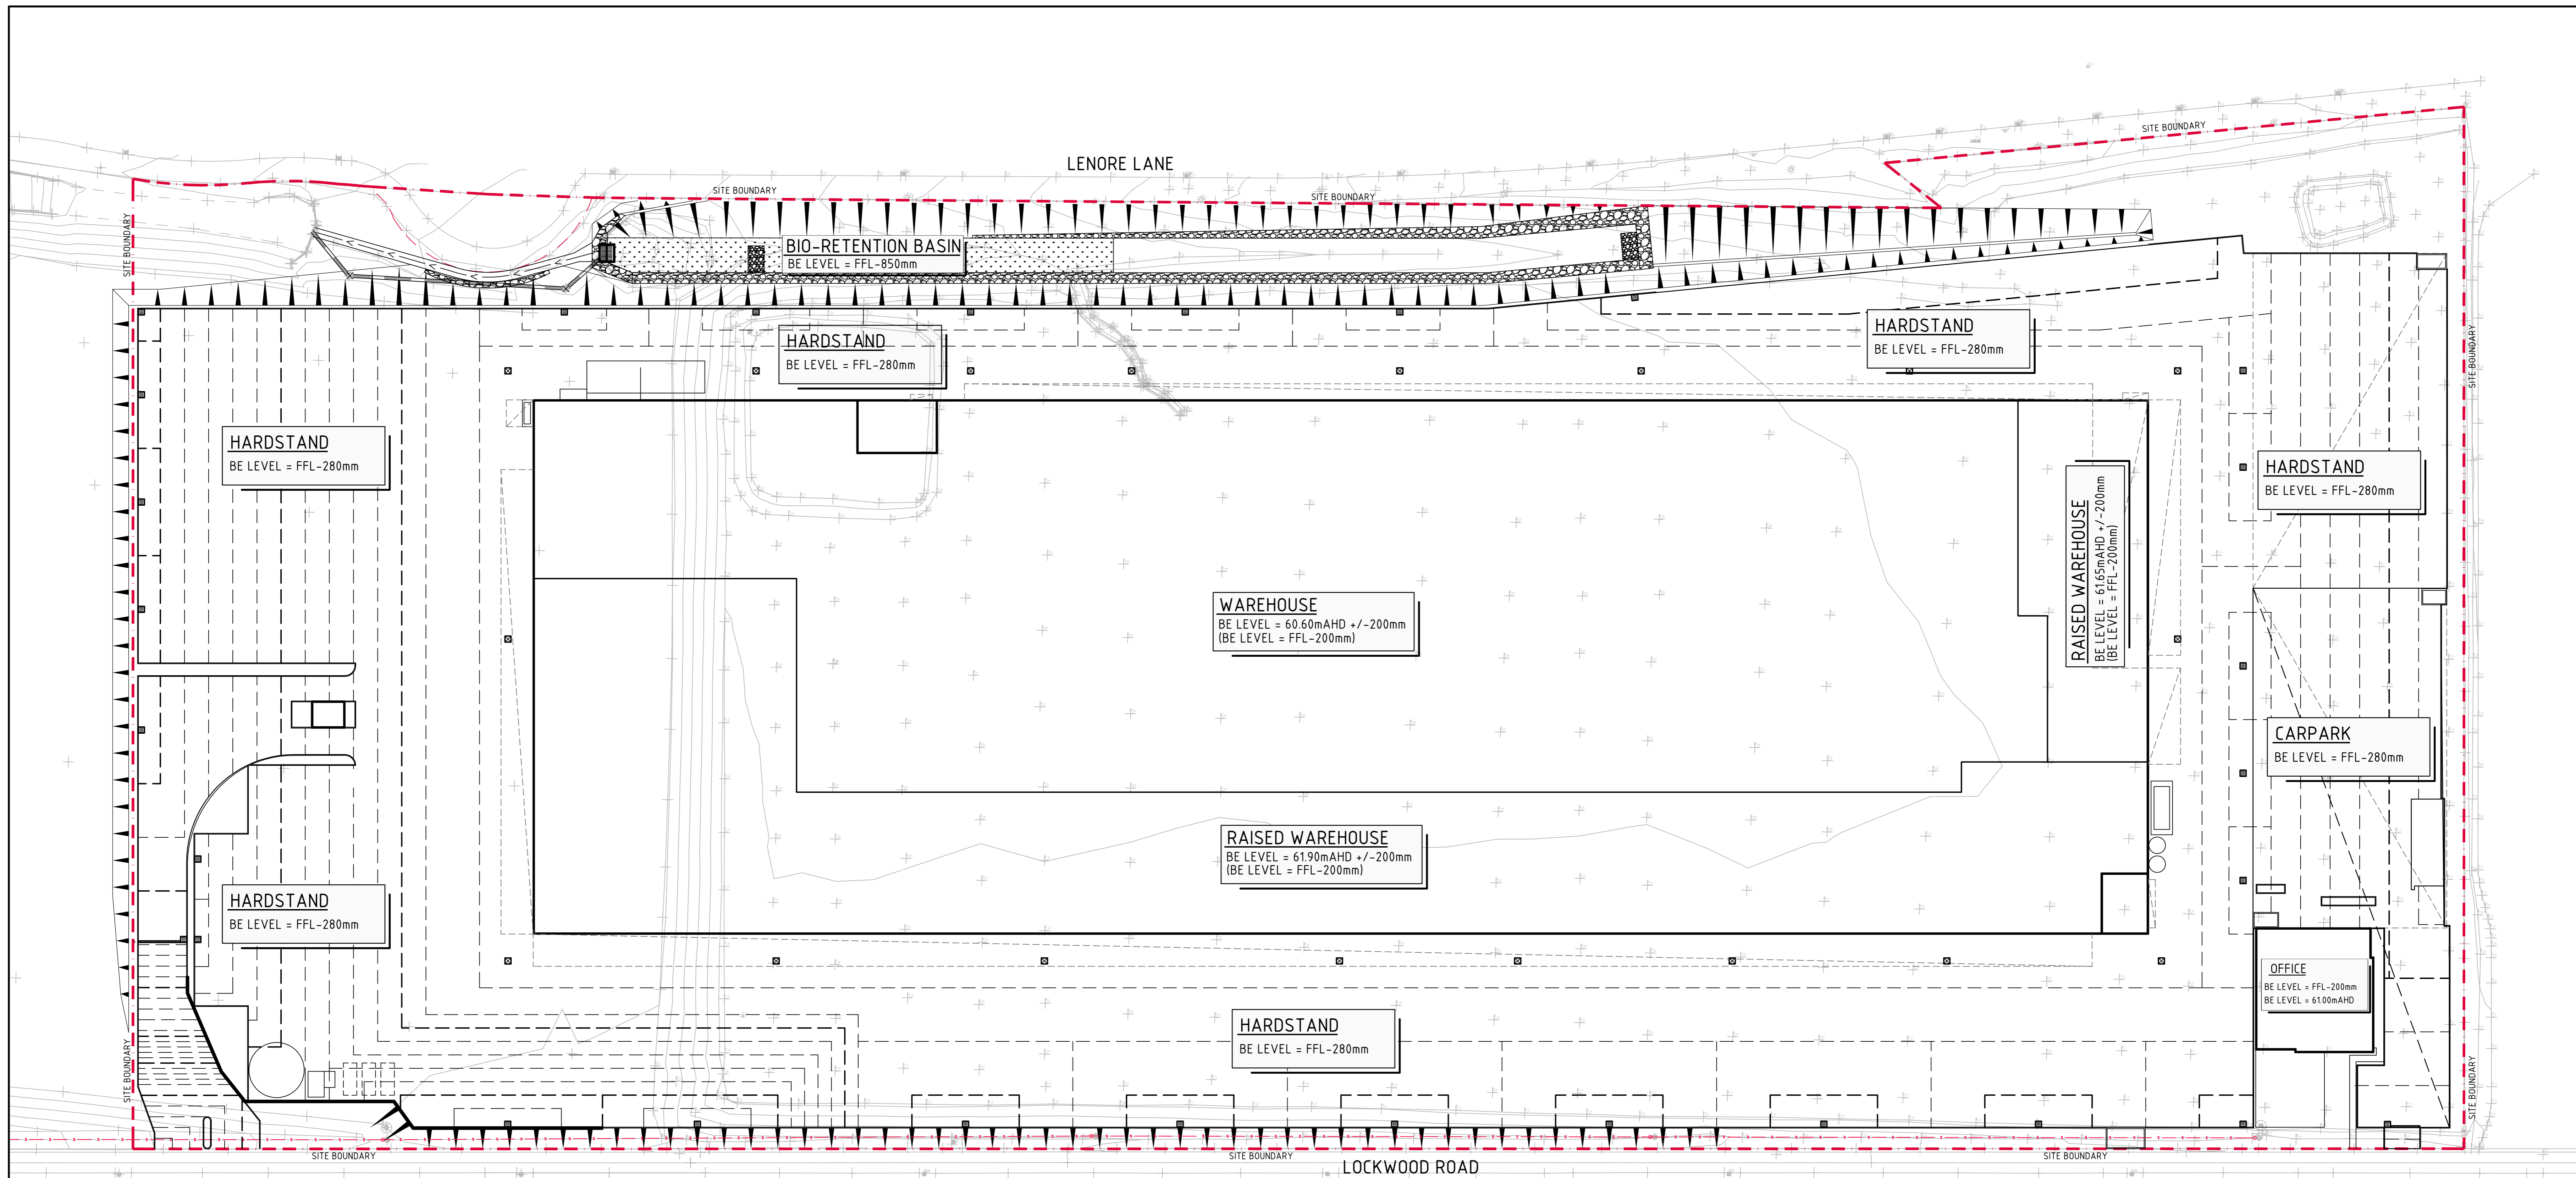 SITE BOUNDARY
LENORE LANE
SITE BOUNDARY
SITE BOUNDARY
SITE BOUNDARY
BIO-RETENTION BASIN
BE LEVEL = FFL-850mm
HARDSTAND
BE LEVEL = FFL-280mm
HARDSTAND
BE LEVEL = FFL-280mm
SITE BOUNDARY
HARDSTAND
BE LEVEL = FFL-280mm
HARDSTAND
BE LEVEL = FFL-280mm
RAISED WAREHOUSE
BE LEVEL = 61.65mAHD +/-200mm
(BE LEVEL = FFL-200mm)
WAREHOUSE
BE LEVEL = 60.60mAHD +/-200mm
(BE LEVEL = FFL-200mm)
CARPARK
BE LEVEL = FFL-280mm
RAISED WAREHOUSE
BE LEVEL = 61.90mAHD +/-200mm
(BE LEVEL = FFL-200mm)
HARDSTAND
BE LEVEL = FFL-280mm
OFFICE
BE LEVEL = FFL-200mm
BE LEVEL = 61.00mAHD
HARDSTAND
BE LEVEL = FFL-280mm
SITE BOUNDARY
SITE BOUNDARY
SITE BOUNDARY
SITE BOUNDARY
SITE BOUNDARY
LOCKWOOD ROAD